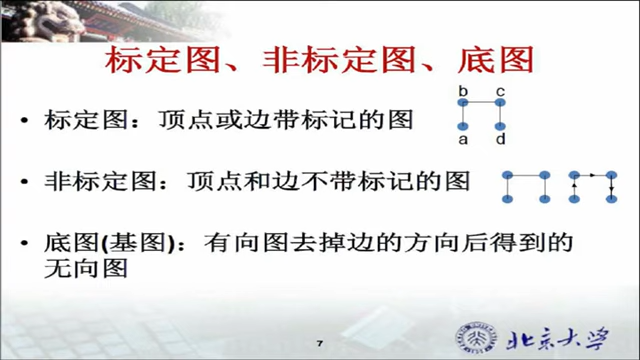 标定图、非标定图、底图
b c
• 标定图：顶点或边带标记的图
a d
• 非标定图：顶点和边不带标记的图
• 底图(基图)：有向图去掉边的方向后得到的
无向图
7
北京大学